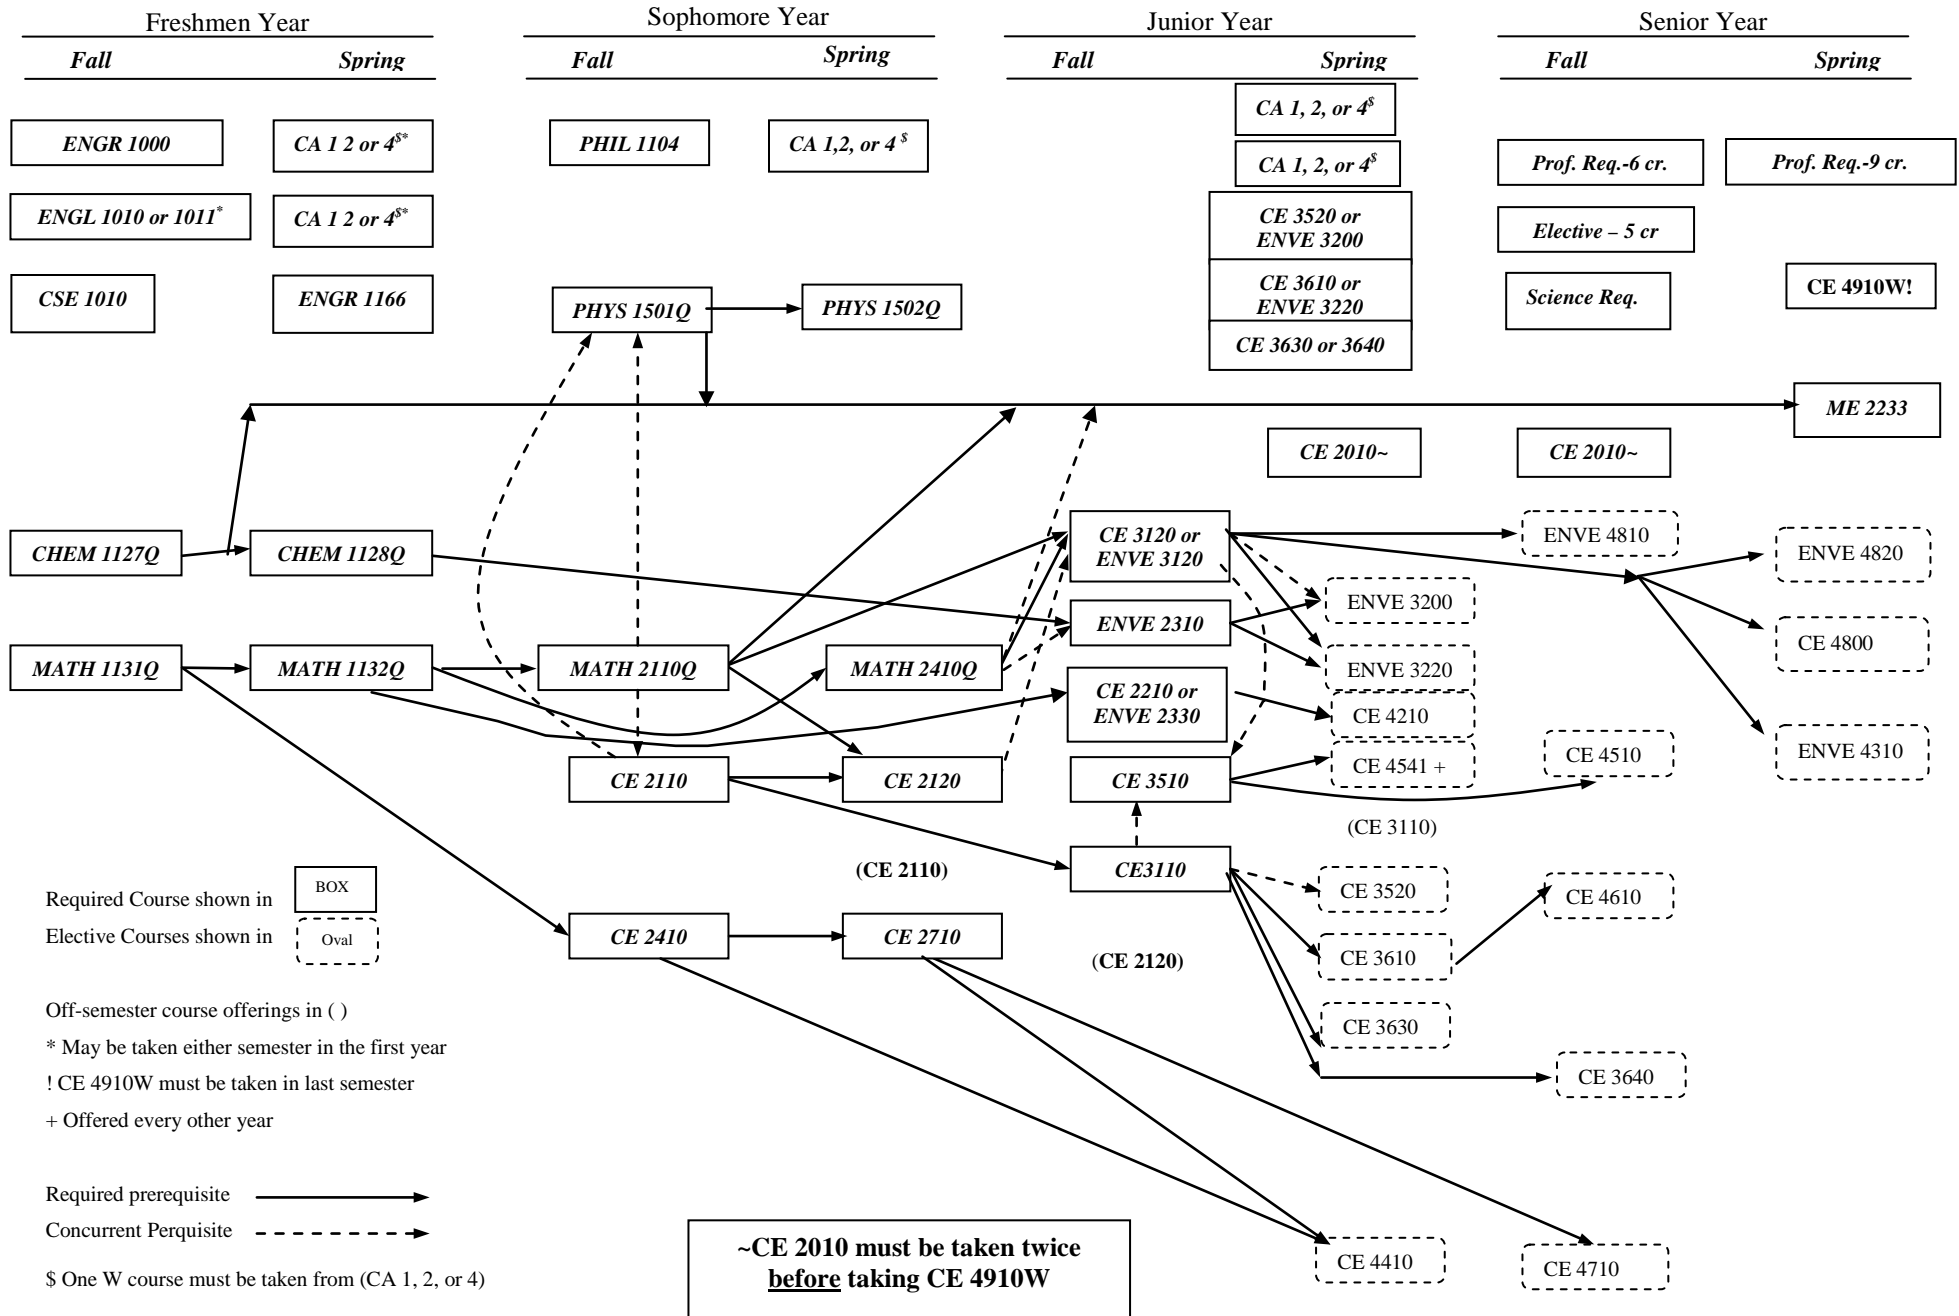 Freshmen Year
Sophomore Year
Junior Year
Senior Year
Fall
Spring
Fall
Spring
Fall
Spring
Fall
Spring
ENGR 1000
CA 1 2 or 4$*
PHIL 1104
CA 1,2, or 4 $
CA 1, 2, or 4$
CA 1, 2, or 4$
Prof. Req.-6 cr.
Prof. Req.-9 cr.
ENGL 1010 or 1011*
CA 1 2 or 4$*
CE 3520 or
ENVE 3200
Elective – 5 cr
CSE 1010
ENGR 1166
PHYS 1501Q
PHYS 1502Q
CE 3610 or
ENVE 3220
Science Req.
CE 4910W!
CE 3630 or 3640
ME 2233
CE 2010~
CE 2010~
CHEM 1127Q
CHEM 1128Q
CE 3120 or
ENVE 3120
ENVE 4810
ENVE 4820
ENVE 2310
ENVE 3200
CE 4800
MATH 1131Q
MATH 1132Q
MATH 2110Q
MATH 2410Q
ENVE 3220
CE 2210 or
ENVE 2330
CE 4210
CE 2110
CE 2120
CE 3510
CE 4541 +
CE 4510
ENVE 4310
(CE 3110)
(CE 2110)
CE3110
CE 3520
CE 4610
Required Course shown in
BOX
Elective Courses shown in
Oval
CE 2410
CE 2710
(CE 2120)
CE 3610
CE 3630
CE 3640
Off-semester course offerings in ( )
* May be taken either semester in the first year
! CE 4910W must be taken in last semester
+ Offered every other year
Required prerequisite
Concurrent Perquisite
$ One W course must be taken from (CA 1, 2, or 4)
~CE 2010 must be taken twice
before taking CE 4910W
CE 4410
CE 4710